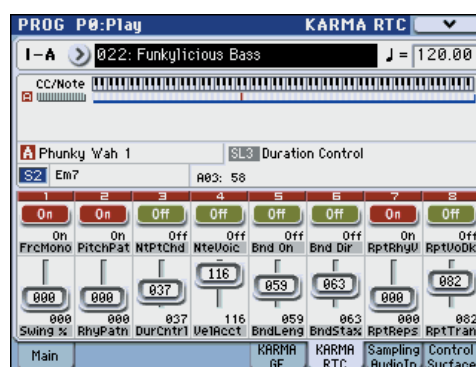 PROG P0:Play KARMA RTC
I-A 022: Funkylicious Bass ♩= 120.00
CC/Note
A Phunky Wah 1 SL3 Duration Control
S2 Em7 A03: 58
1 2 3 4 5 6 7 8
On On Off Off Off Off On Off
On On Off Off Off Off On Off
FrcMono PitchPat NtPtChd NteVoic Bnd On Bnd Dir RptRhyV RptVoDk
000 000 037 116 059 063 000 082
000 000 037 116 059 063 000 082
Swing % RhyPatn DurCntrl VelAcct BndLeng BndSta% RptReps RptTran
Main KARMA GE KARMA RTC Sampling AudioIn Control Surface